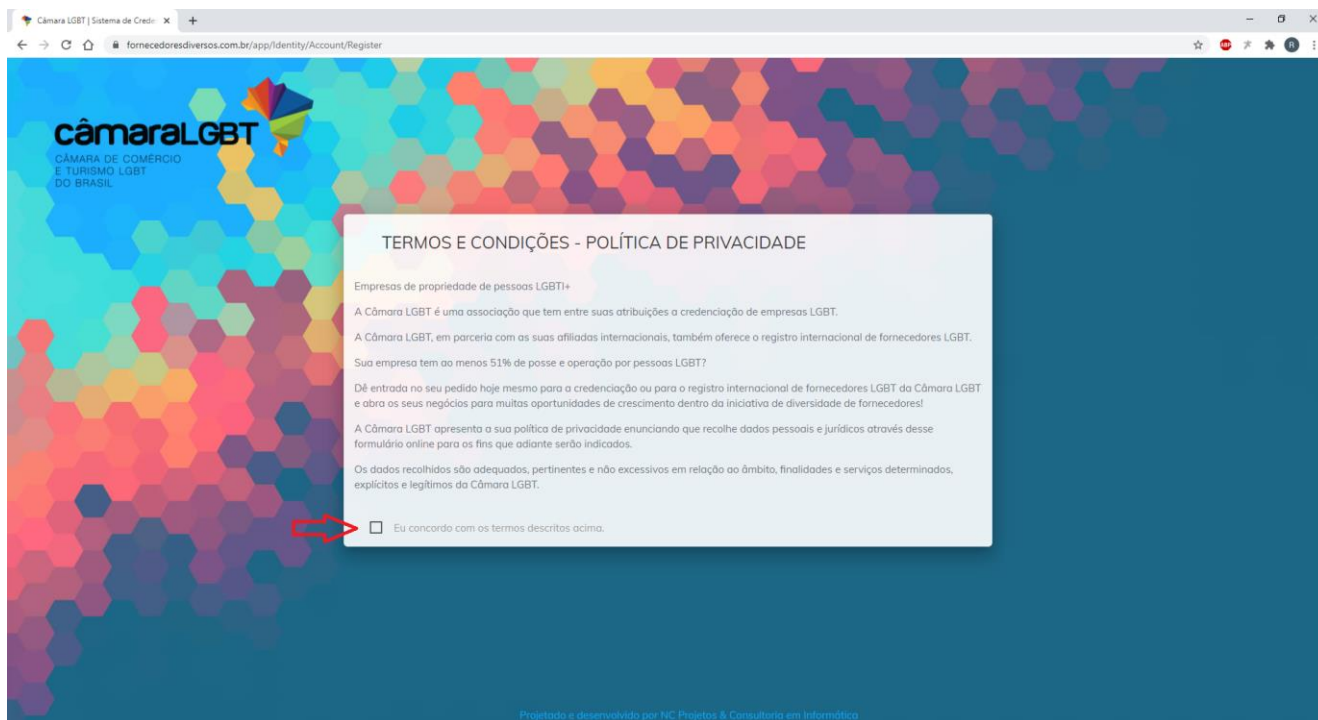 Câmara LGBT | Sistema de Crede
fornecedoresdiversos.com.br/app/Identity/Account/Register
ABP
R
câmaraLGBT
CÂMARA DE COMÉRCIO
E TURISMO LGBT
DO BRASIL
TERMOS E CONDIÇÕES - POLÍTICA DE PRIVACIDADE
Empresas de propriedade de pessoas LGBTI+
A Câmara LGBT é uma associação que tem entre suas atribuições a credenciação de empresas LGBT.
A Câmara LGBT, em parceria com as suas afiliadas internacionais, também oferece o registro internacional de fornecedores LGBT.
Sua empresa tem ao menos 51% de posse e operação por pessoas LGBT?
Dê entrada no seu pedido hoje mesmo para a credenciação ou para o registro internacional de fornecedores LGBT da Câmara LGBT
e abra os seus negócios para muitas oportunidades de crescimento dentro da iniciativa de diversidade de fornecedores!
A Câmara LGBT apresenta a sua política de privacidade enunciando que recolhe dados pessoais e jurídicos através desse
formulário online para os fins que adiante serão indicados.
Os dados recolhidos são adequados, pertinentes e não excessivos em relação ao âmbito, finalidades e serviços determinados,
explícitos e legítimos da Câmara LGBT.
Eu concordo com os termos descritos acima.
Projetado e desenvolvido por NC Projetos & Consultoria em Informática